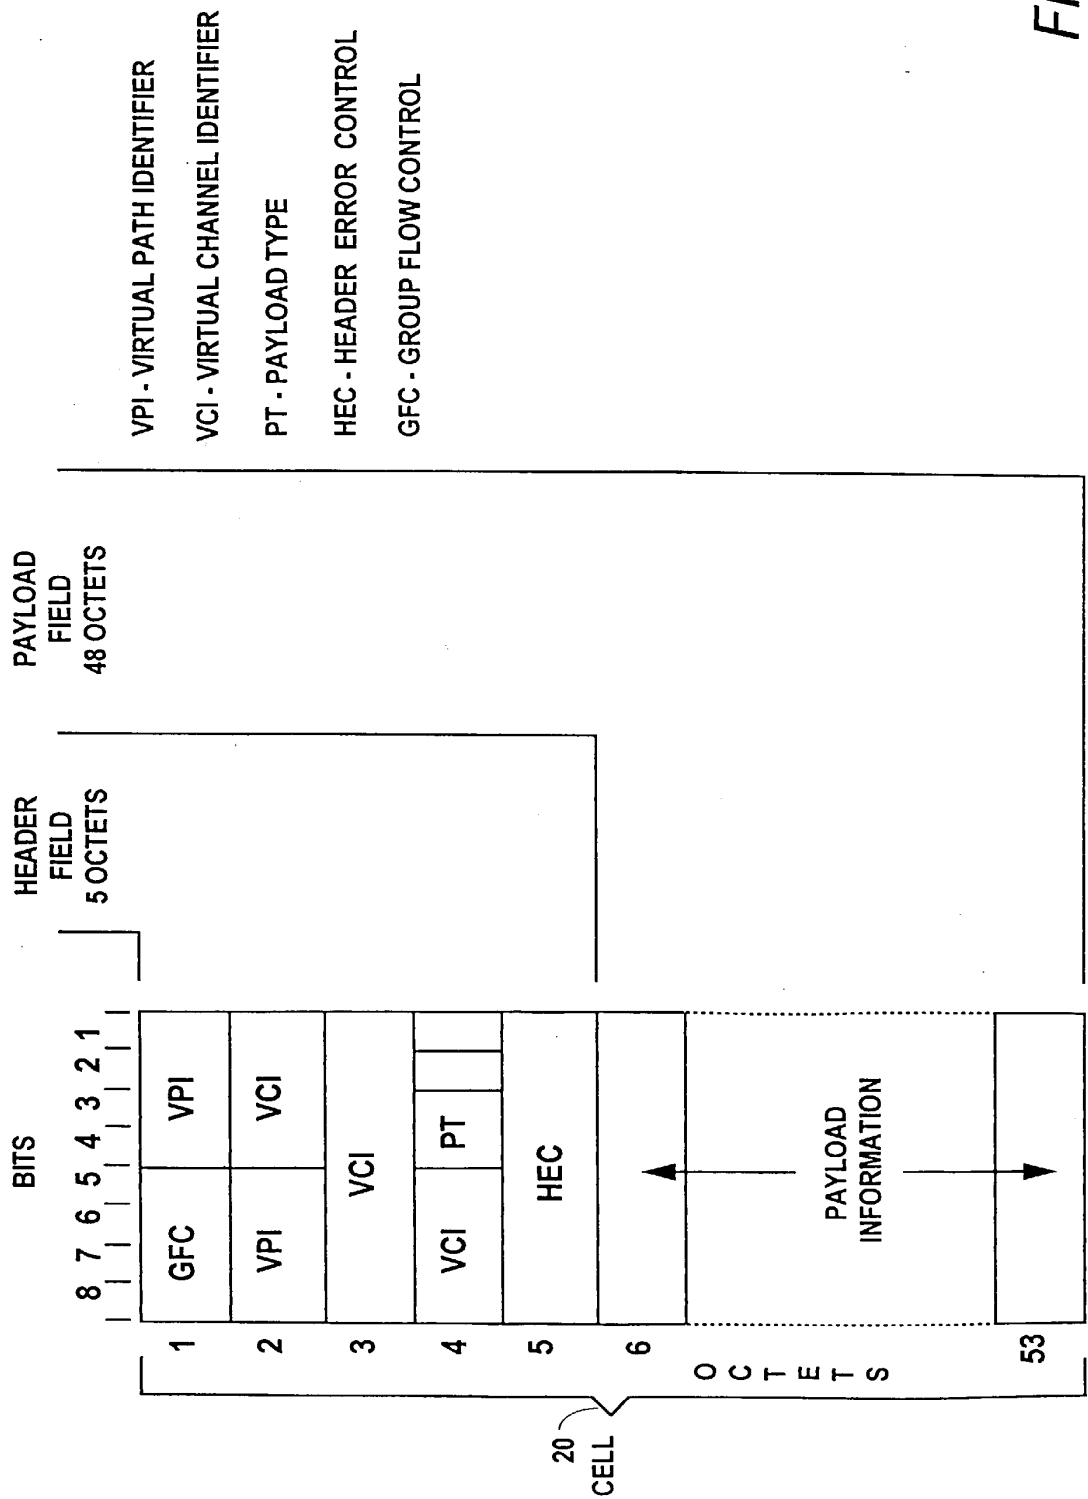 BITS
8 7 6 5 4 3 2 1
HEADER
FIELD
5 OCTETS
PAYLOAD
FIELD
48 OCTETS
1 GFC VPI
2 VPI VCI
3 VCI
4 VCI PT
5 HEC
6
PAYLOAD
INFORMATION
53
OCTETS
20
CELL
VPI - VIRTUAL PATH IDENTIFIER
VCI - VIRTUAL CHANNEL IDENTIFIER
PT - PAYLOAD TYPE
HEC - HEADER ERROR CONTROL
GFC - GROUP FLOW CONTROL